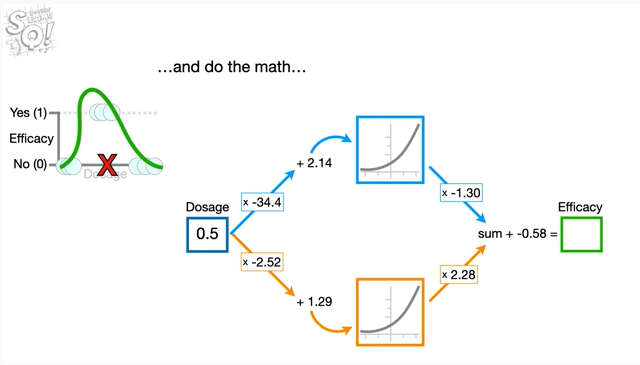 StatQuest!
...and do the math...
Yes (1)
Efficacy
No (0)
X
Dosage
+ 2.14
x -34.4
x -1.30
Dosage
0.5
Efficacy
sum + -0.58 =
x -2.52
x 2.28
+ 1.29